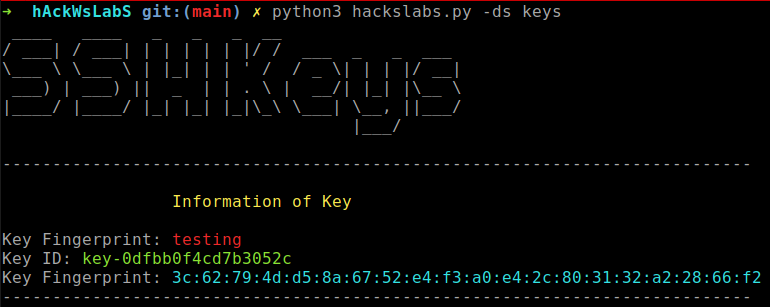 ➜ hAckWsLabS git:(main) ✗ python3 hackslabs.py -ds keys
SSHKeys
Information of Key
Key Fingerprint: testing
Key ID: key-0dfbb0f4cd7b3052c
Key Fingerprint: 3c:62:79:4d:d5:8a:67:52:e4:f3:a0:e4:2c:80:31:32:a2:28:66:f2